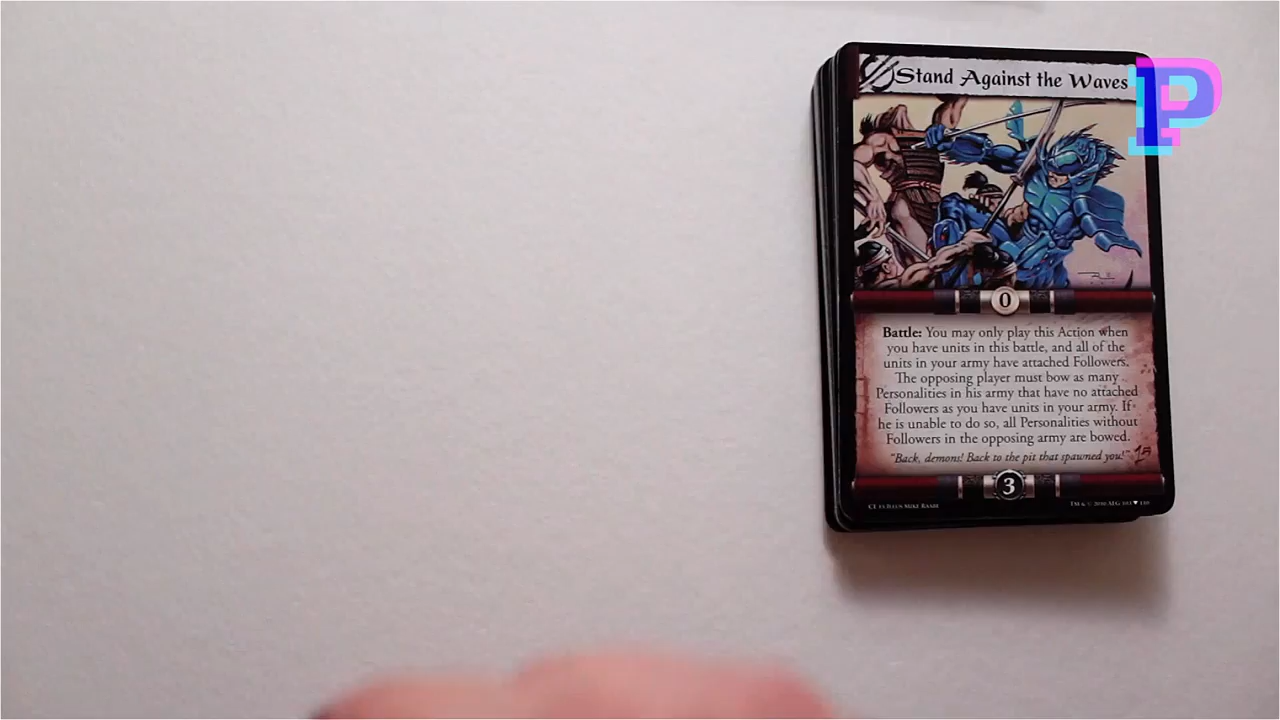 Stand Against the Waves
0
Battle: You may only play this Action when
you have units in this battle, and all of the
units in your army have attached Followers.
The opposing player must bow as many
Personalities in his army that have no attached
Followers as you have units in your army. If
he is unable to do so, all Personalities without
Followers in the opposing army are bowed.
"Back, demons! Back to the pit that spawned you!"
3
P